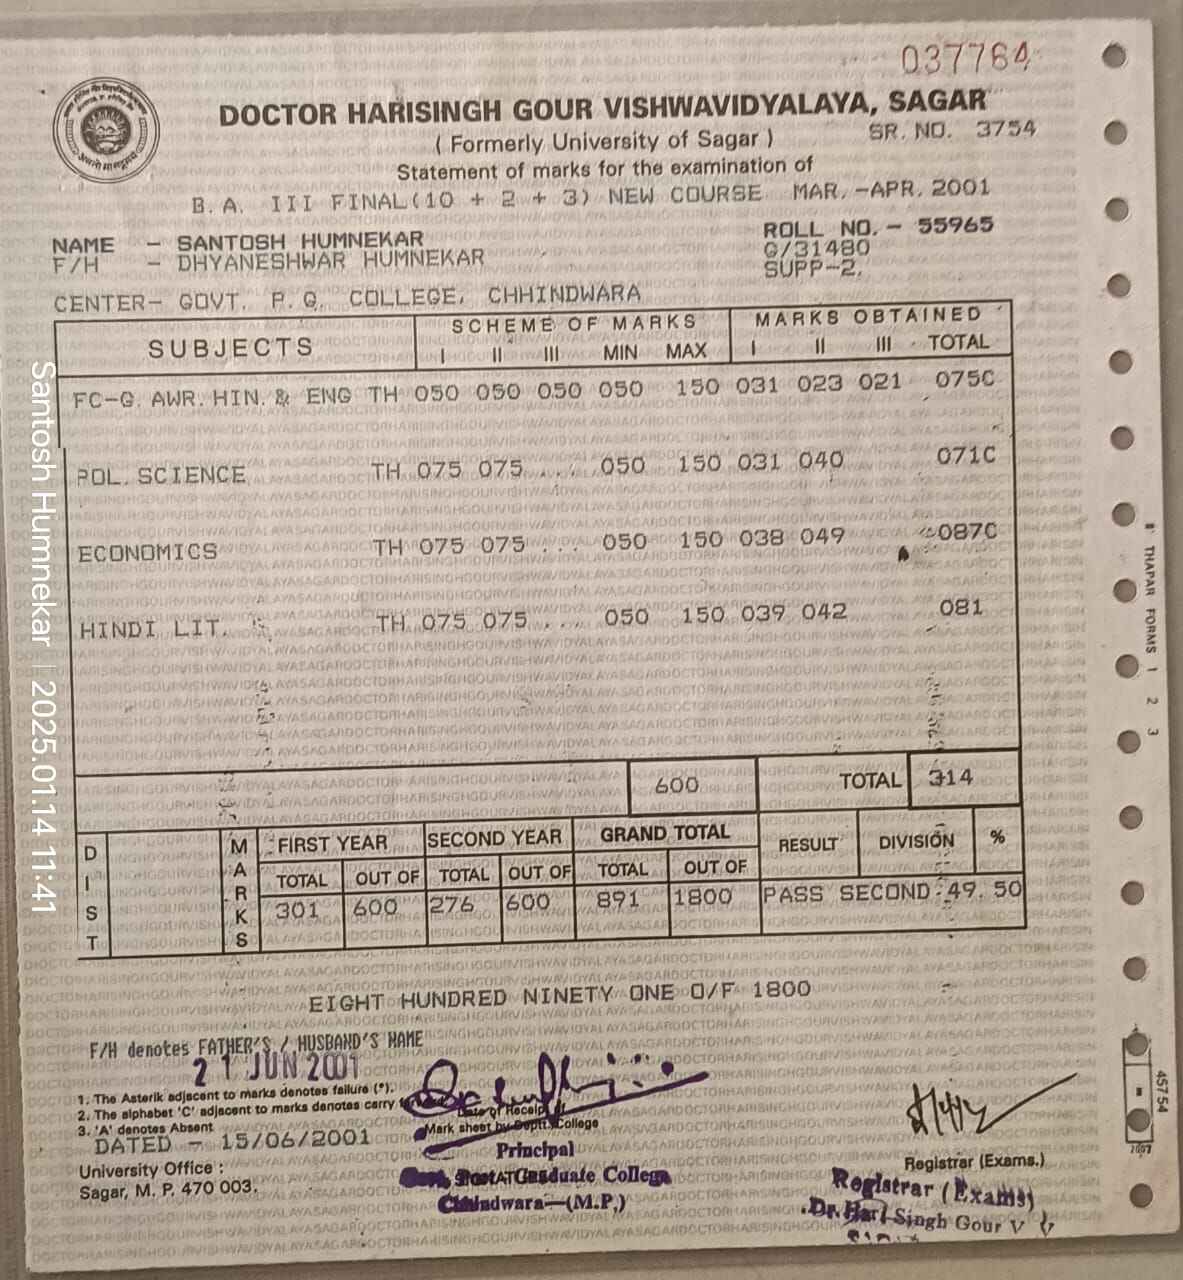 037764
DOCTOR HARISINGH GOUR VISHWAVIDYALAYA, SAGAR
( Formerly University of Sagar )
SR. NO. 3754
Statement of marks for the examination of
B. A. III FINAL(10 + 2 + 3) NEW COURSE MAR.-APR. 2001
NAME - SANTOSH HUMNEKAR
ROLL NO. - 55965
F/H - DHYANESHWAR HUMNEKAR
G/31480
SUPP-2,
CENTER- GOVT. P. G. COLLEGE, CHHINDWARA
SUBJECTS SCHEME OF MARKS MARKS OBTAINED
I II III MIN MAX I II III TOTAL
FC-G. AWR. HIN. & ENG TH 050 050 050 050 150 031 023 021 075C
POL. SCIENCE TH 075 075 ... 050 150 031 040 071C
ECONOMICS TH 075 075 ... 050 150 038 049 087C
HINDI LIT. TH 075 075 ... 050 150 039 042 081
600 TOTAL 314
DIST MARKS FIRST YEAR SECOND YEAR GRAND TOTAL RESULT DIVISION %
TOTAL OUT OF TOTAL OUT OF TOTAL OUT OF
301 600 276 600 891 1800 PASS SECOND 49.50
EIGHT HUNDRED NINETY ONE O/F 1800
F/H denotes FATHER'S / HUSBAND'S NAME
21 JUN 2001
1. The Asterik adjacent to marks denotes failure (*).
2. The alphabet 'C' adjacent to marks denotes carry
3. 'A' denotes Absent
DATED - 15/06/2001
University Office :
Sagar, M. P. 470 003.
Date of Receipt
Mark sheet by Deptt./College
Principal
Post Graduate College
Chhindwara—(M.P.)
Registrar (Exams.)
Registrar (Exams)
Dr. Hari Singh Gour V
THAPAR FORMS 1 2 3
45754
Santosh Humnekar | 2025.01.14 11:41